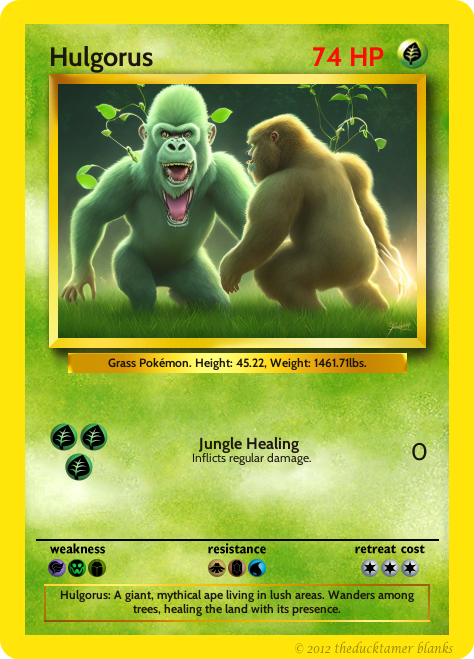 Hulgorus 74 HP
Grass Pokémon. Height: 45.22, Weight: 1461.71lbs.
Jungle Healing 0
Inflicts regular damage.
weakness resistance retreat cost
Hulgorus: A giant, mythical ape living in lush areas. Wanders among
trees, healing the land with its presence.
© 2012 theducktamer blanks